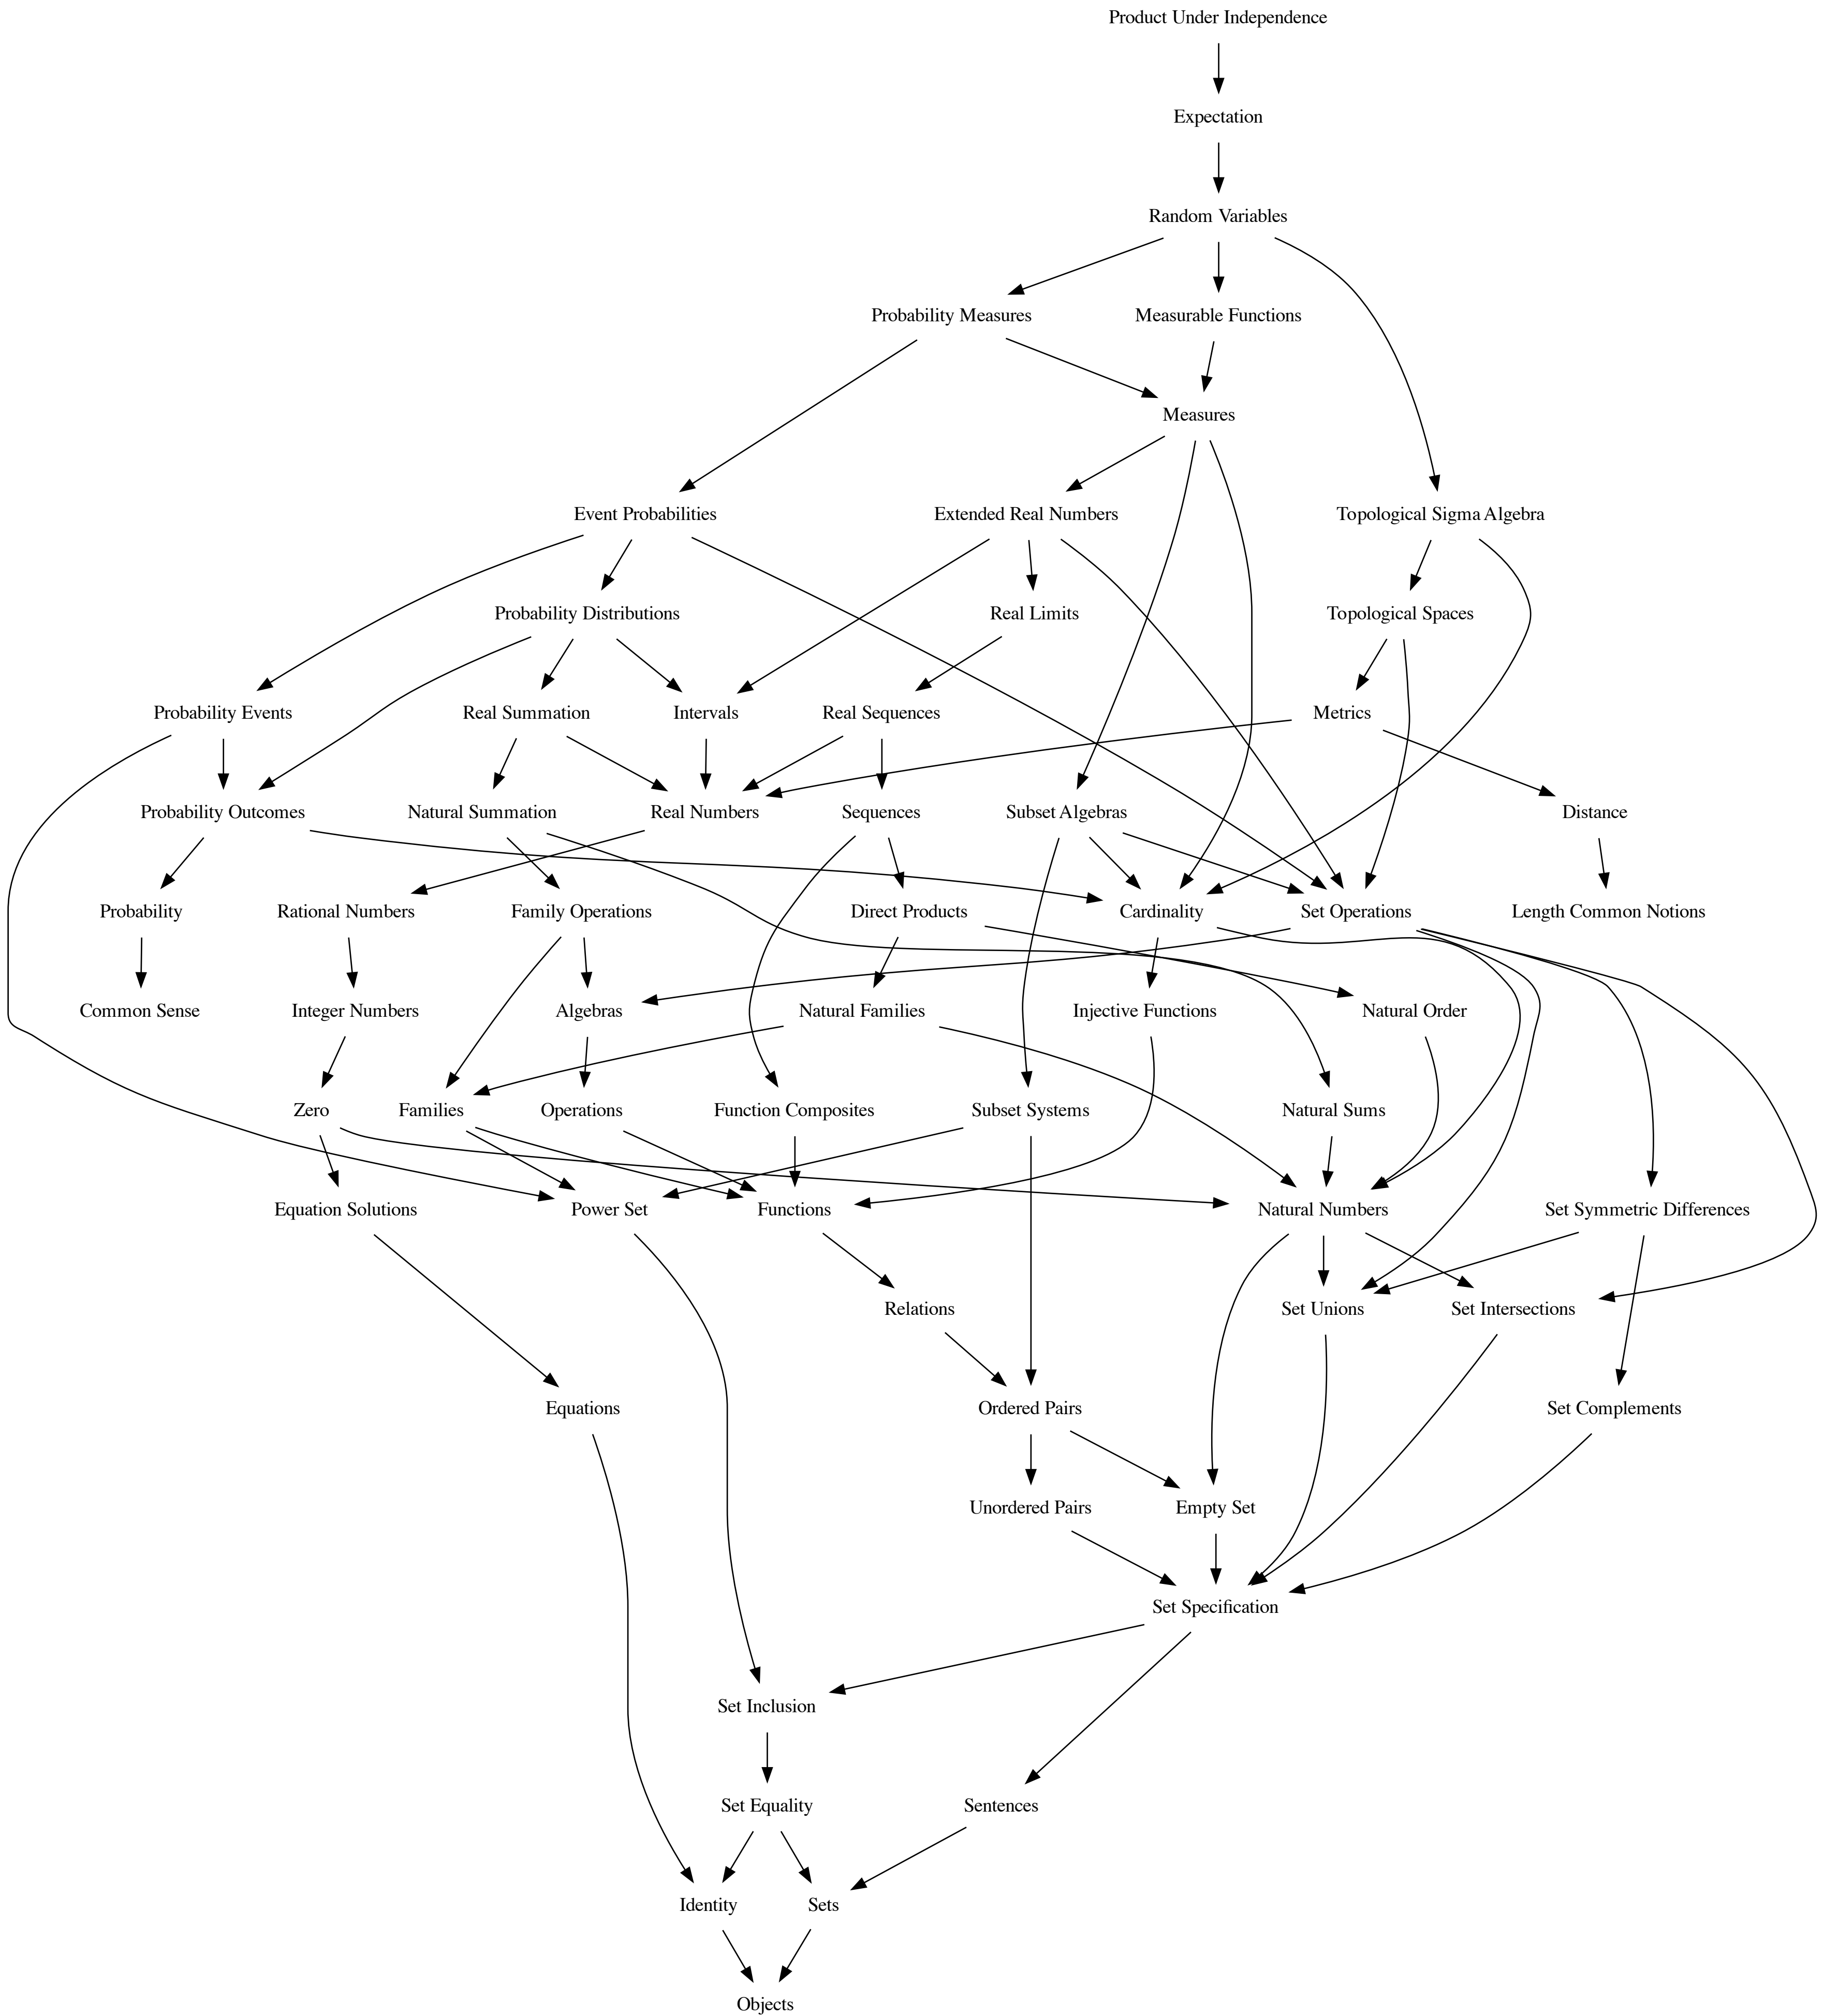 Product Under Independence
Expectation
Random Variables
Probability Measures
Measurable Functions
Measures
Event Probabilities
Extended Real Numbers
Topological Sigma Algebra
Probability Distributions
Real Limits
Topological Spaces
Probability Events
Real Summation
Intervals
Real Sequences
Metrics
Probability Outcomes
Natural Summation
Real Numbers
Sequences
Subset Algebras
Distance
Probability
Rational Numbers
Family Operations
Direct Products
Cardinality
Set Operations
Length Common Notions
Common Sense
Integer Numbers
Algebras
Natural Families
Injective Functions
Natural Order
Zero
Families
Operations
Function Composites
Subset Systems
Natural Sums
Equation Solutions
Power Set
Functions
Natural Numbers
Set Symmetric Differences
Relations
Set Unions
Set Intersections
Equations
Ordered Pairs
Set Complements
Unordered Pairs
Empty Set
Set Specification
Set Inclusion
Set Equality
Sentences
Identity
Sets
Objects